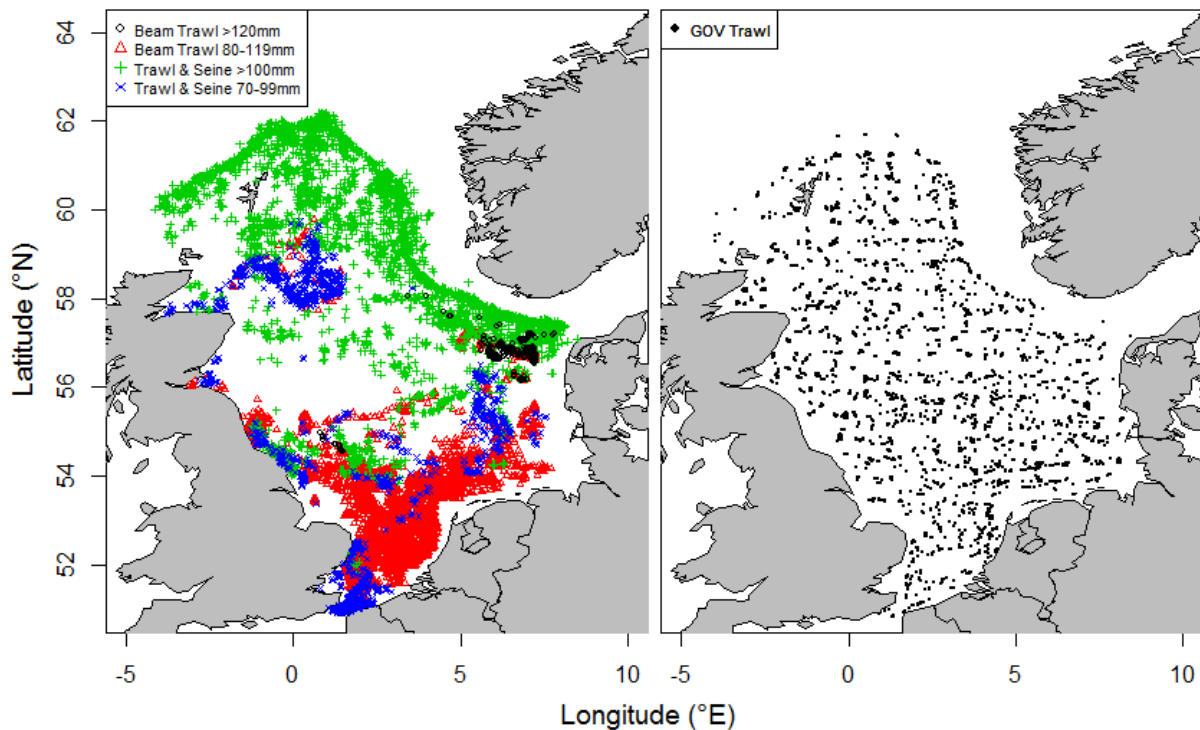 Beam Trawl >120mm
Beam Trawl 80-119mm
Trawl & Seine >100mm
Trawl & Seine 70-99mm
GOV Trawl
64
62
60
58
56
54
52
Latitude (°N)
-5 0 5 10
-5 0 5 10
Longitude (°E)